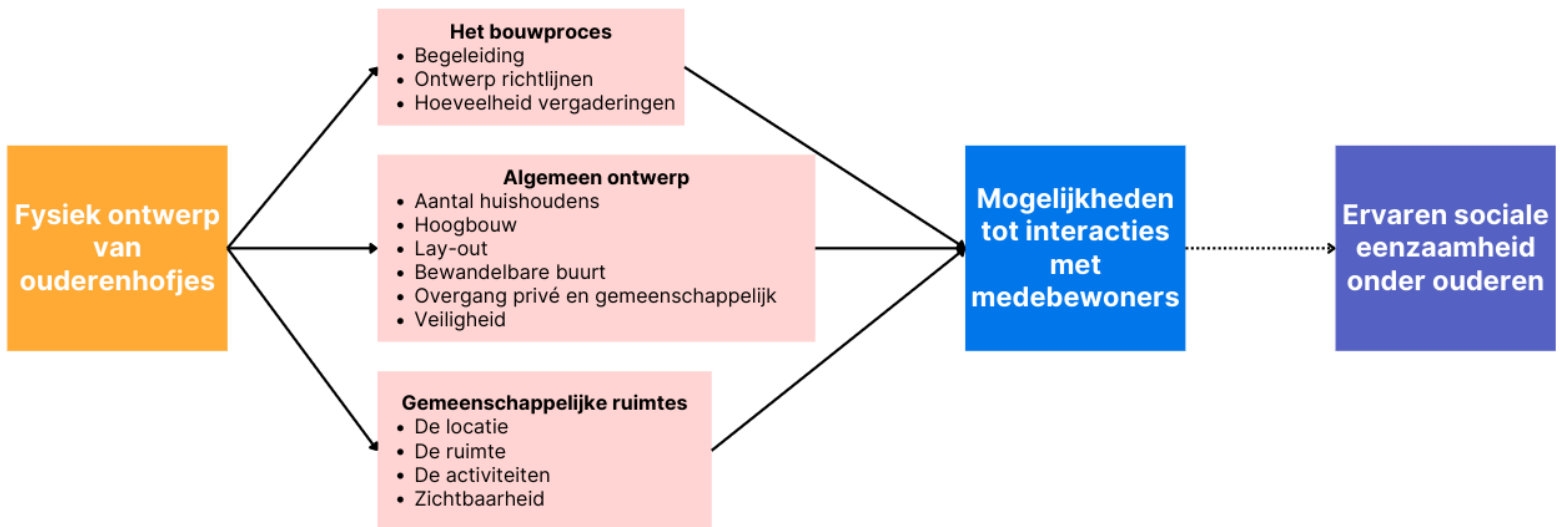 Fysiek ontwerp
van
ouderenhofjes
Het bouwproces
• Begeleiding
• Ontwerp richtlijnen
• Hoeveelheid vergaderingen
Algemeen ontwerp
• Aantal huishoudens
• Hoogbouw
• Lay-out
• Bewandelbare buurt
• Overgang privé en gemeenschappelijk
• Veiligheid
Gemeenschappelijke ruimtes
• De locatie
• De ruimte
• De activiteiten
• Zichtbaarheid
Mogelijkheden
tot interacties
met
medebewoners
Ervaren sociale
eenzaamheid
onder ouderen